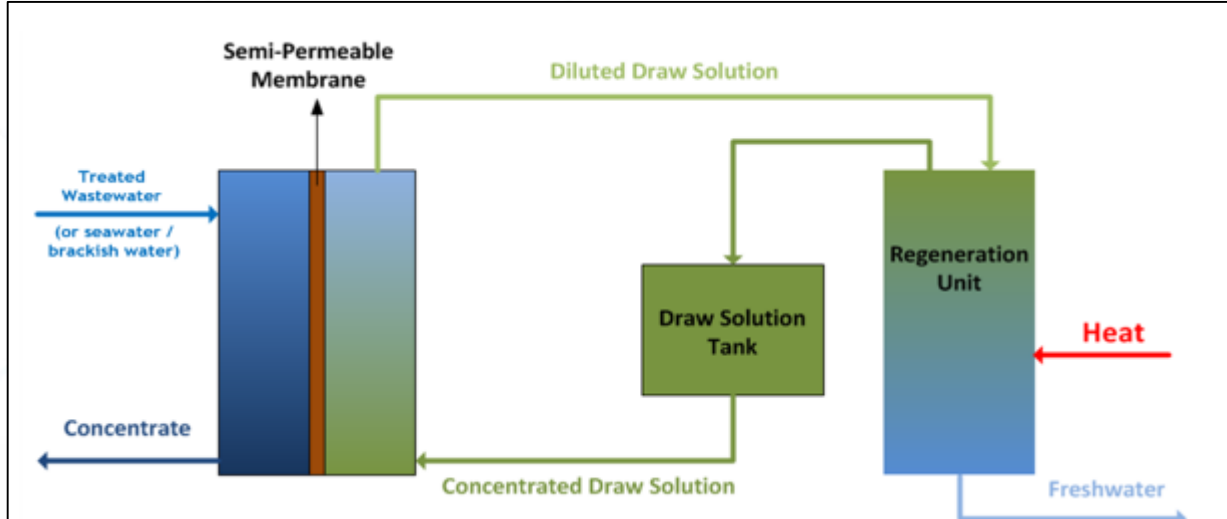 Semi-Permeable
Membrane
Diluted Draw Solution
Treated
Wastewater
(or seawater /
brackish water)
Regeneration
Unit
Draw Solution
Tank
Heat
Concentrate
Concentrated Draw Solution
Freshwater